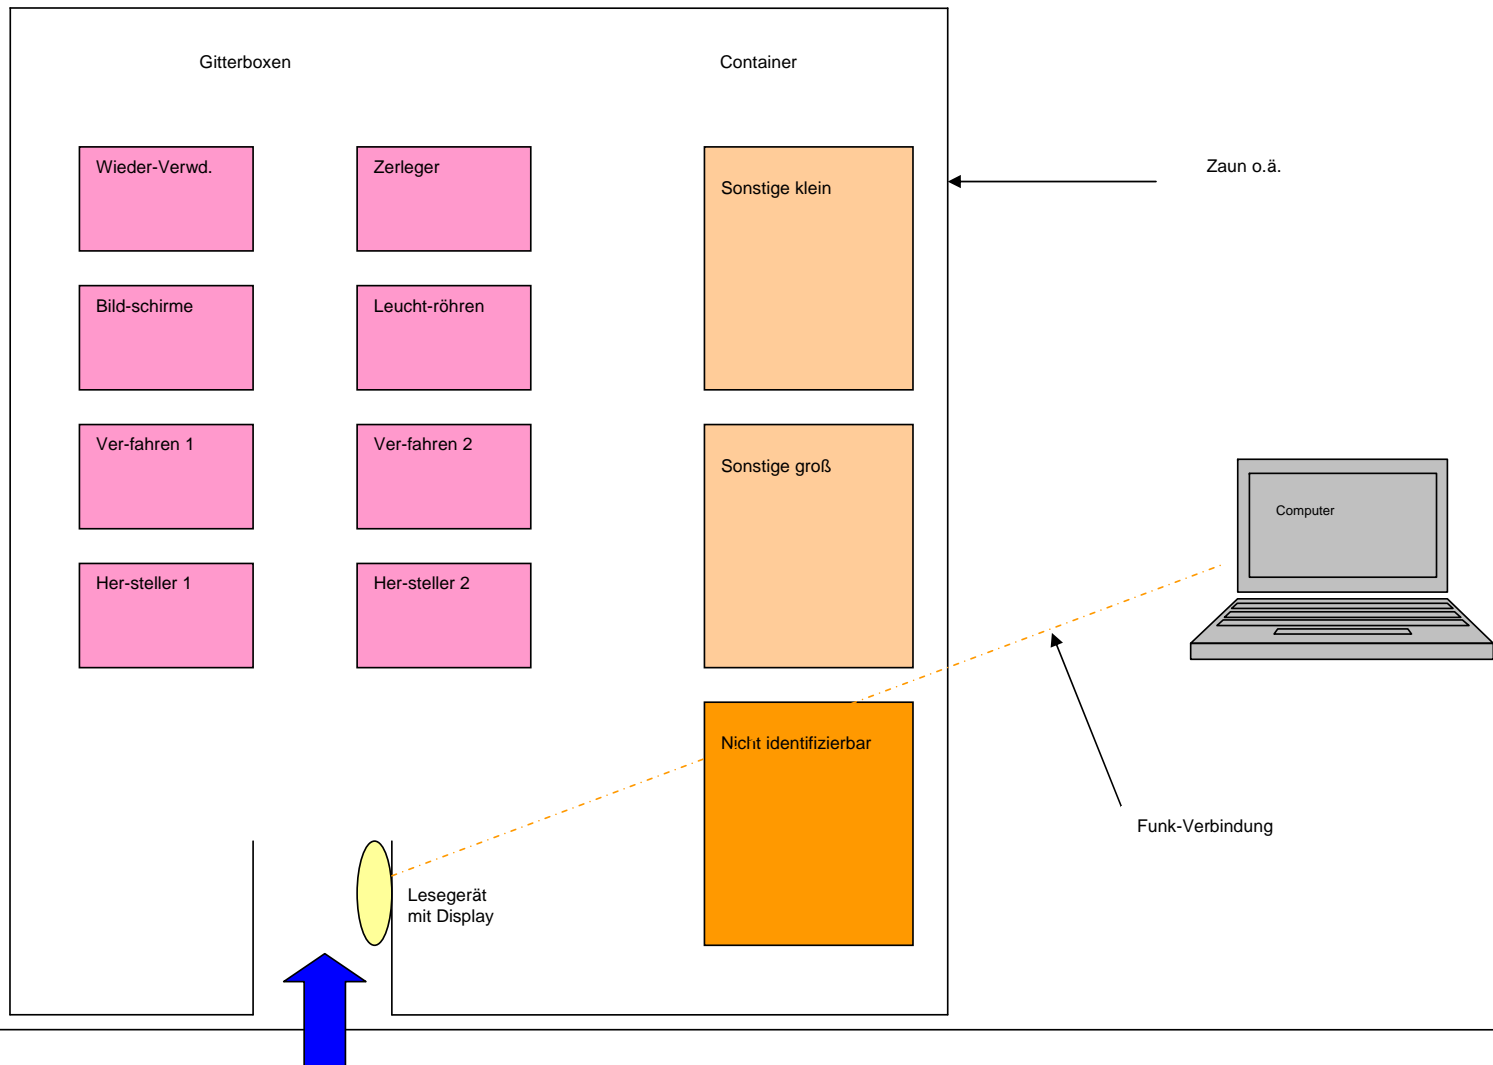 Gitterboxen
Container
Wieder-Verwd.
Zerleger
Sonstige klein
Zaun o.ä.
Bild-schirme
Leucht-röhren
Ver-fahren 1
Ver-fahren 2
Sonstige groß
Computer
Her-steller 1
Her-steller 2
Nicht identifizierbar
Funk-Verbindung
Lesegerät
mit Display